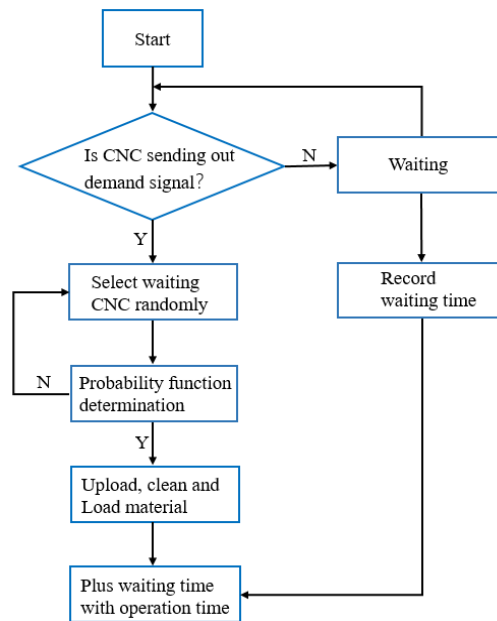 Start
Is CNC sending out
demand signal?
N
Waiting
Y
Select waiting
CNC randomly
Record
waiting time
N
Probability function
determination
Y
Upload, clean and
Load material
Plus waiting time
with operation time